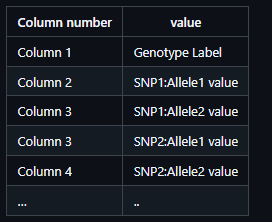 Column number value
Column 1 Genotype Label
Column 2 SNP1:Allele1 value
Column 3 SNP1:Allele2 value
Column 3 SNP2:Allele1 value
Column 4 SNP2:Allele2 value
... ..